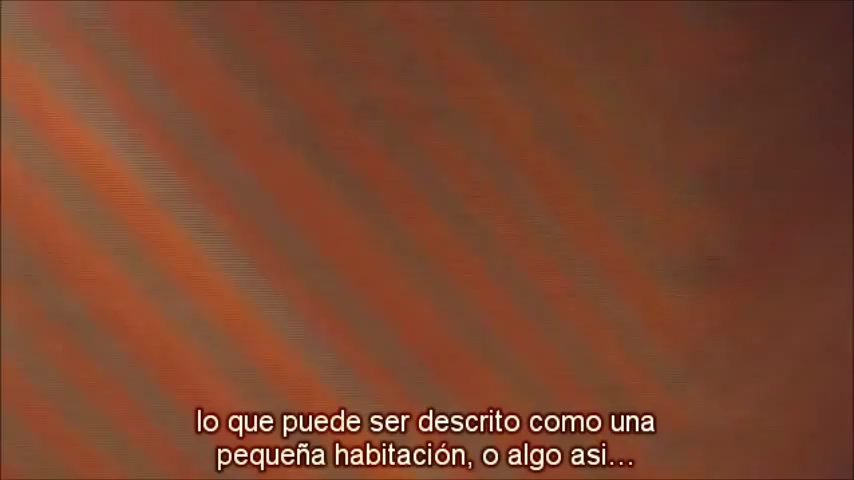 lo que puede ser descrito como una
pequeña habitación, o algo asi...